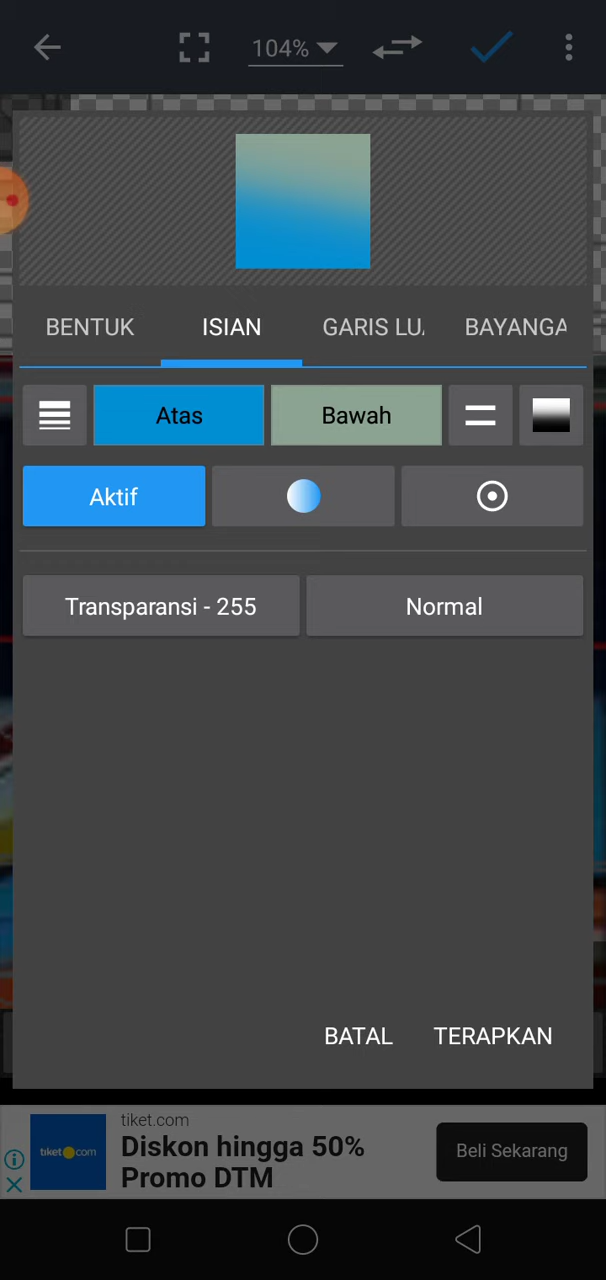 104%
BENTUK
ISIAN
GARIS LU
BAYANGA
Atas
Bawah
Aktif
Transparansi - 255
Normal
BATAL
TERAPKAN
tiket.com
tiket.com
Diskon hingga 50%
Promo DTM
Beli Sekarang